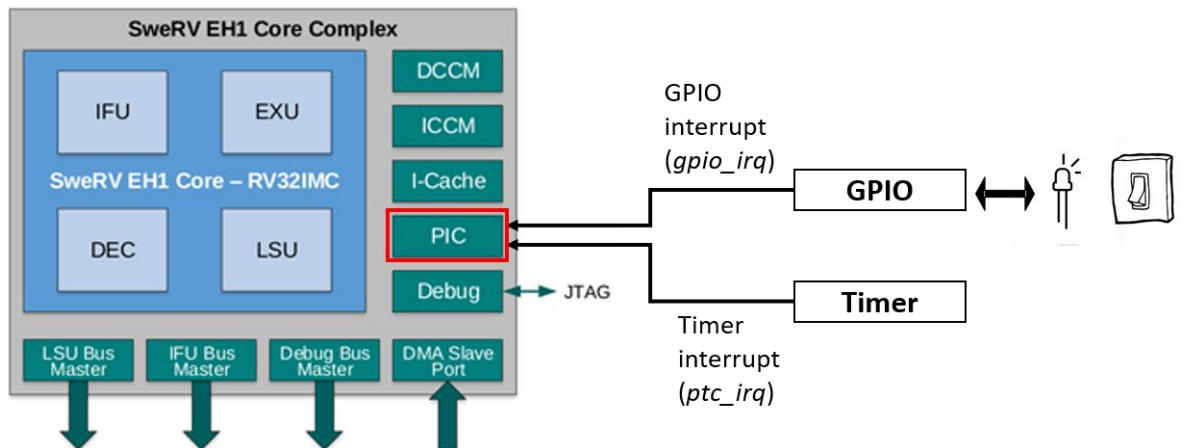 SweRV EH1 Core Complex
IFU
EXU
SweRV EH1 Core – RV32IMC
DEC
LSU
DCCM
ICCM
I-Cache
PIC
Debug
JTAG
LSU Bus
Master
IFU Bus
Master
Debug Bus
Master
DMA Slave
Port
GPIO
interrupt
(gpio_irq)
GPIO
Timer
Timer
interrupt
(ptc_irq)